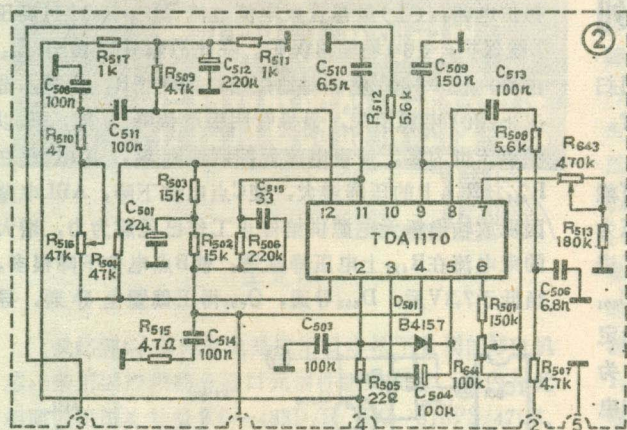 ②
R517
1k
R511
1k
C508
100n
R509
4.7k
C512
220μ
C510
6.5n
R512
5.6k
C509
150n
C513
100n
C511
100n
R510
47
R508
5.6k
R643
470k
R503
15k
C515
33
C501
22μ
R502
15k
R506
220k
R516
47k
47k
12 11 10 9 8 7
TDA1170
1 2 3 4 5 6
R513
180k
D501
B4157
R501
150k
C506
6.8n
R515
4.7Ω
C514
100n
C503
100n
R505
22Ω
C504
100μ
R641
100k
R507
4.7k
3 1 4 2 5
家